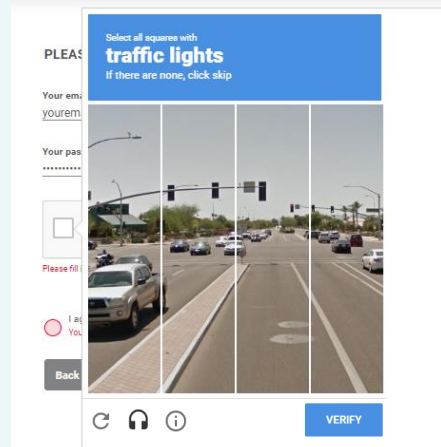 Select all squares with
traffic lights
If there are none, click skip
PLEAS
Your ema
yourema
Your pas
Please fill i
I ag
You
Back
VERIFY